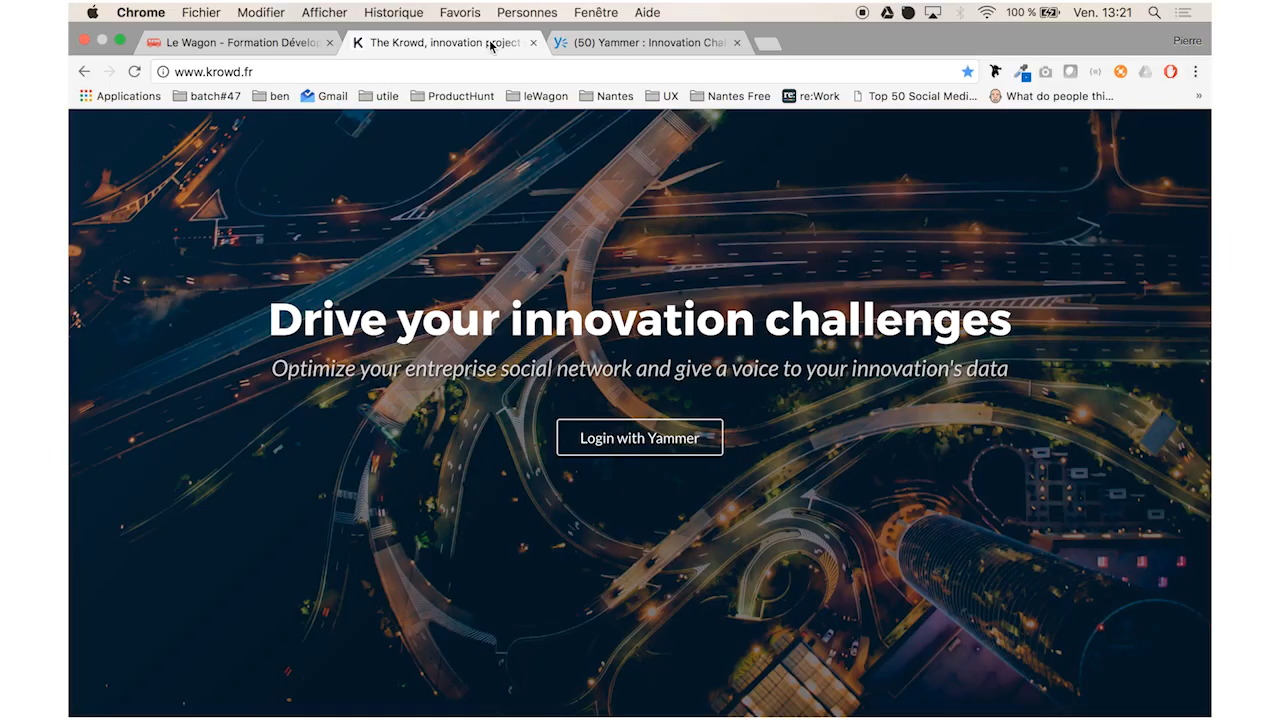 Chrome Fichier Modifier Afficher Historique Favoris Personnes Fenêtre Aide 100 % Ven. 13:21
Le Wagon - Formation Dévelop
The Krowd, innovation project
(50) Yammer : Innovation Chal
Pierre
www.krowd.fr
Applications batch#47 ben Gmail utile ProductHunt leWagon Nantes UX Nantes Free re:Work Top 50 Social Medi... What do people thi... »
Drive your innovation challenges
Optimize your entreprise social network and give a voice to your innovation's data
Login with Yammer